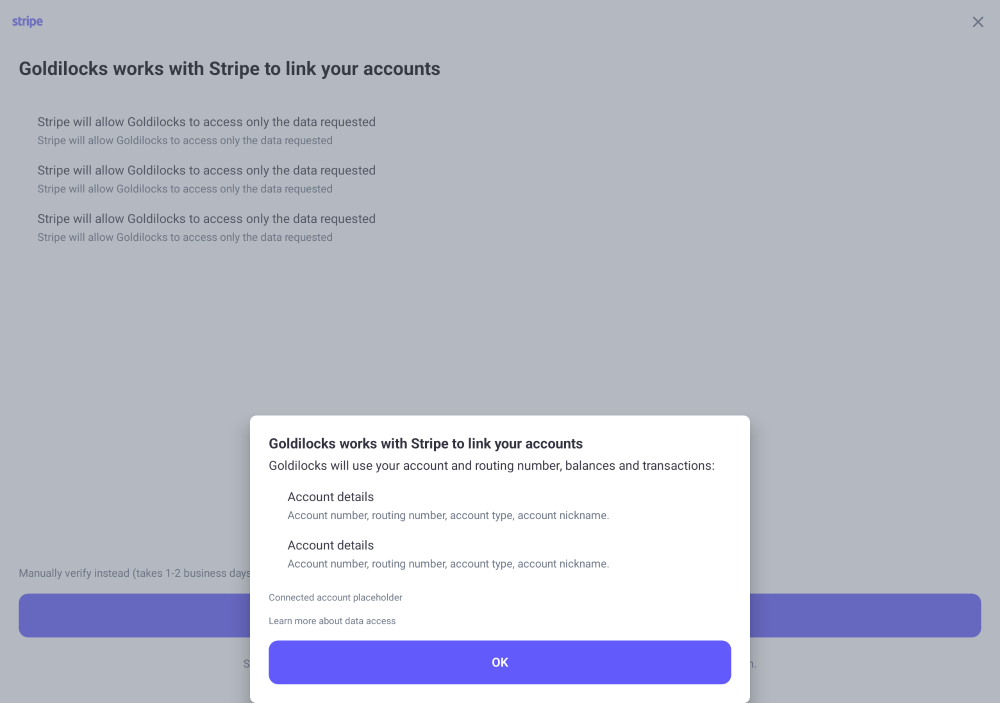 stripe
Goldilocks works with Stripe to link your accounts
Stripe will allow Goldilocks to access only the data requested
Stripe will allow Goldilocks to access only the data requested
Stripe will allow Goldilocks to access only the data requested
Stripe will allow Goldilocks to access only the data requested
Stripe will allow Goldilocks to access only the data requested
Stripe will allow Goldilocks to access only the data requested
Goldilocks works with Stripe to link your accounts
Goldilocks will use your account and routing number, balances and transactions:
Account details
Account number, routing number, account type, account nickname.
Account details
Account number, routing number, account type, account nickname.
Manually verify instead (takes 1-2 business days
Connected account placeholder
Learn more about data access
OK